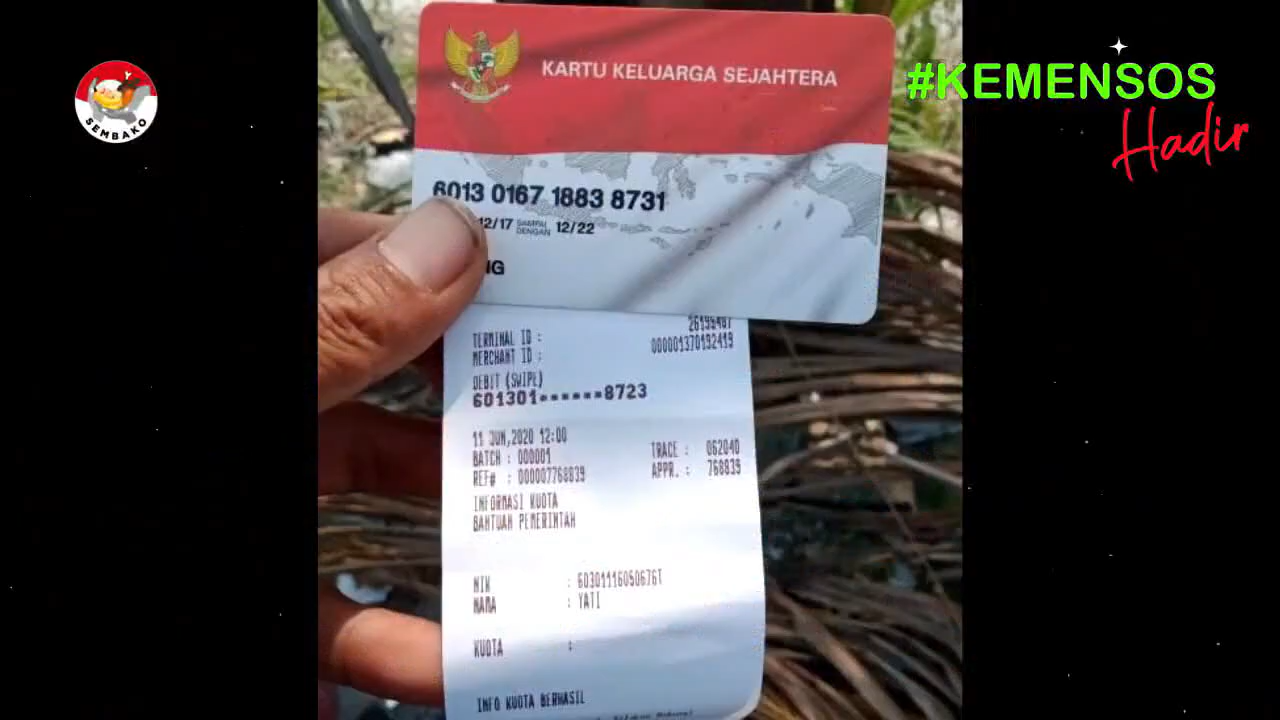 SEMBAKO
#KEMENSOS
Hadir
KARTU KELUARGA SEJAHTERA
6013 0167 1883 8731
12/17 SAMPAI DENGAN 12/22
NG
TERMINAL ID : 26195487
MERCHANT ID : 000001370192419
DEBIT (SWIPE)
601301******8723
11 JUN,2020 12:00
BATCH : 000001 TRACE : 062040
REF# : 000007768839 APPR. : 768839
INFORMASI KUOTA
BANTUAN PEMERINTAH
NIK : 60301116050676T
NAMA : YATI
KUOTA :
INFO KUOTA BERHASIL